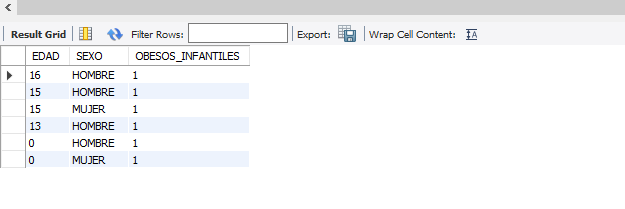 Result Grid Filter Rows: Export: Wrap Cell Content:
EDAD SEXO OBESOS_INFANTILES
16 HOMBRE 1
15 HOMBRE 1
15 MUJER 1
13 HOMBRE 1
0 HOMBRE 1
0 MUJER 1